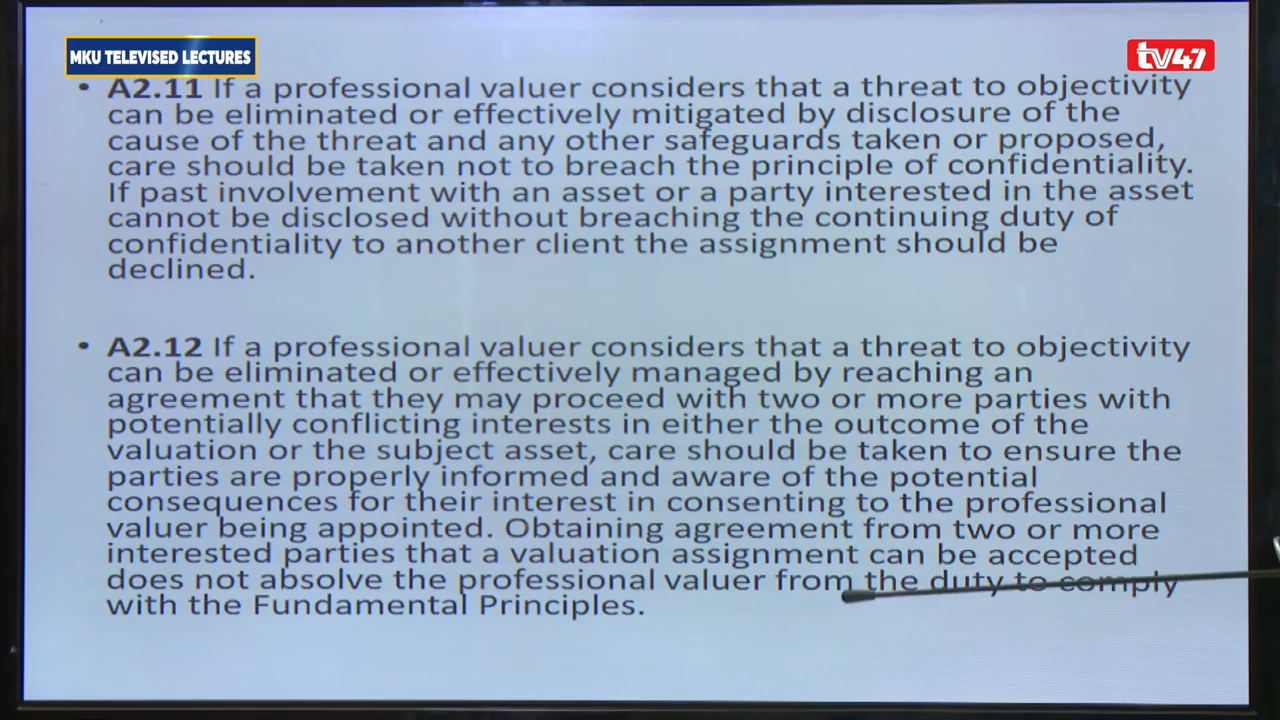 MKU TELEVISED LECTURES
tv47
• A2.11 If a professional valuer considers that a threat to objectivity
can be eliminated or effectively mitigated by disclosure of the
cause of the threat and any other safeguards taken or proposed,
care should be taken not to breach the principle of confidentiality.
If past involvement with an asset or a party interested in the asset
cannot be disclosed without breaching the continuing duty of
confidentiality to another client the assignment should be
declined.
• A2.12 If a professional valuer considers that a threat to objectivity
can be eliminated or effectively managed by reaching an
agreement that they may proceed with two or more parties with
potentially conflicting interests in either the outcome of the
valuation or the subject asset, care should be taken to ensure the
parties are properly informed and aware of the potential
consequences for their interest in consenting to the professional
valuer being appointed. Obtaining agreement from two or more
interested parties that a valuation assignment can be accepted
does not absolve the professional valuer from the duty to comply
with the Fundamental Principles.